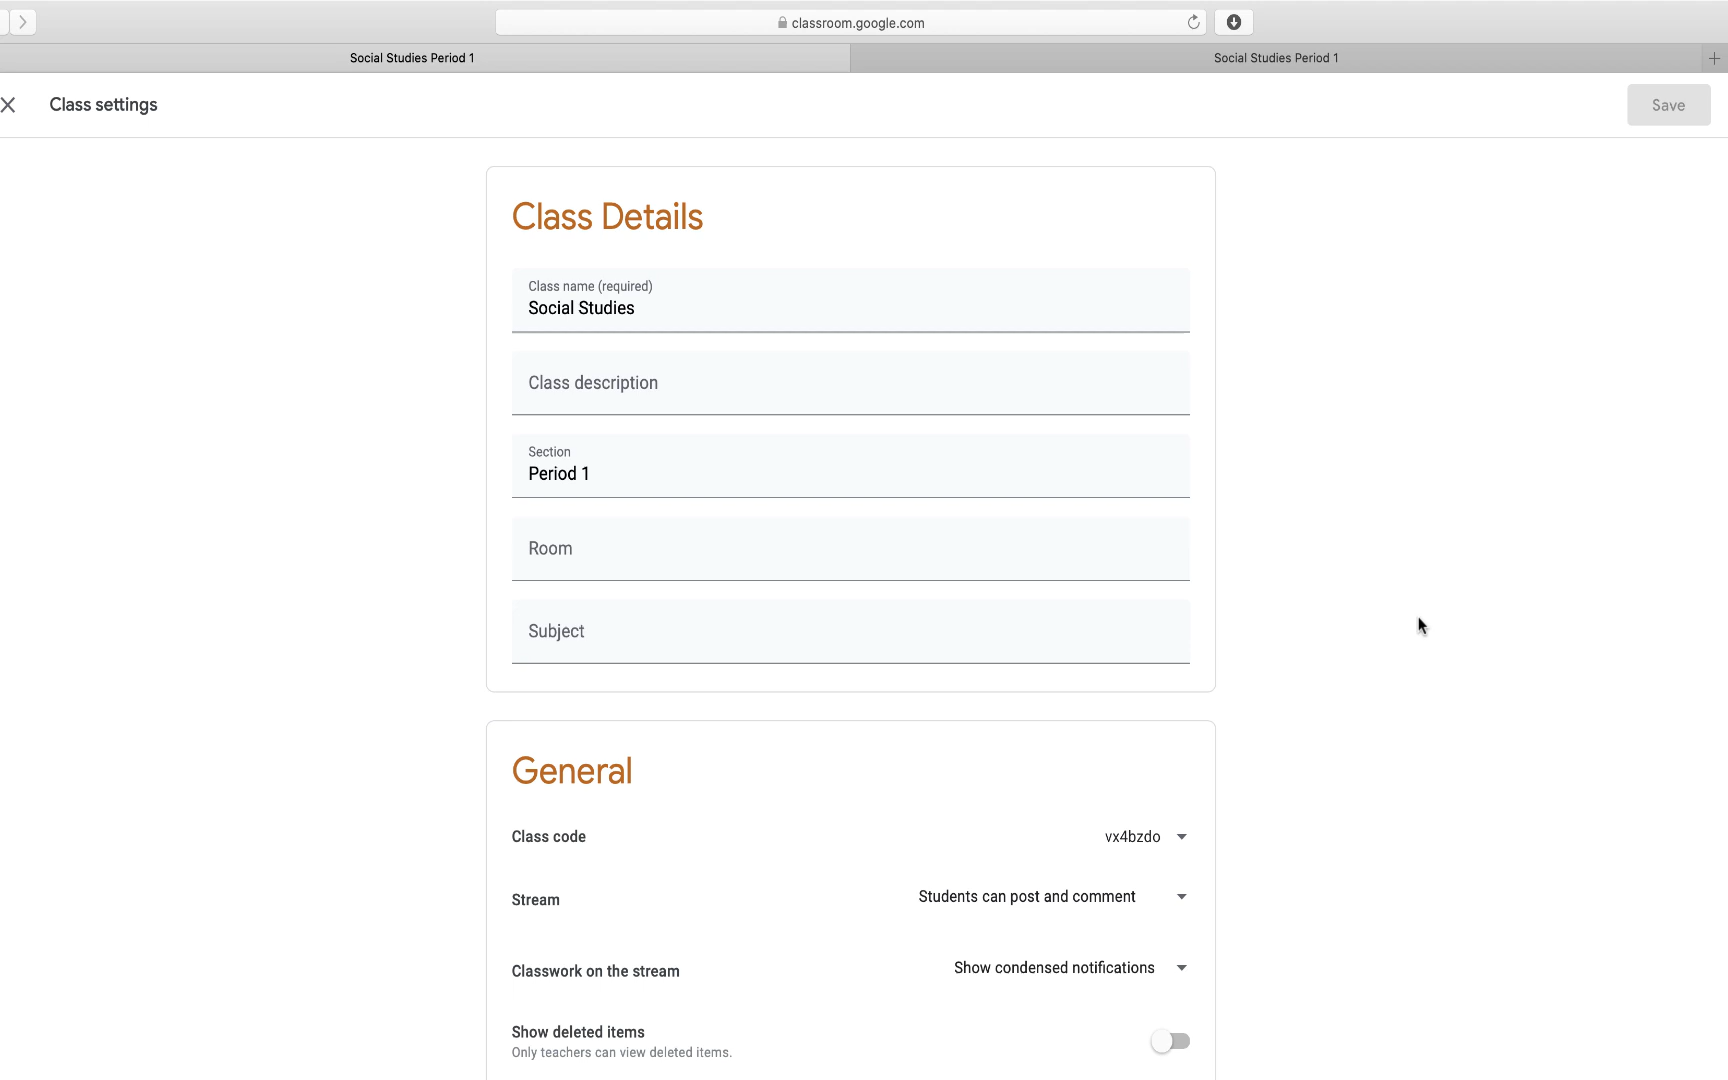 classroom.google.com
Social Studies Period 1
Social Studies Period 1
Class settings
Save
Class Details
Class name (required)
Social Studies
Class description
Section
Period 1
Room
Subject
General
Class code
vx4bzdo
Stream
Students can post and comment
Classwork on the stream
Show condensed notifications
Show deleted items
Only teachers can view deleted items.